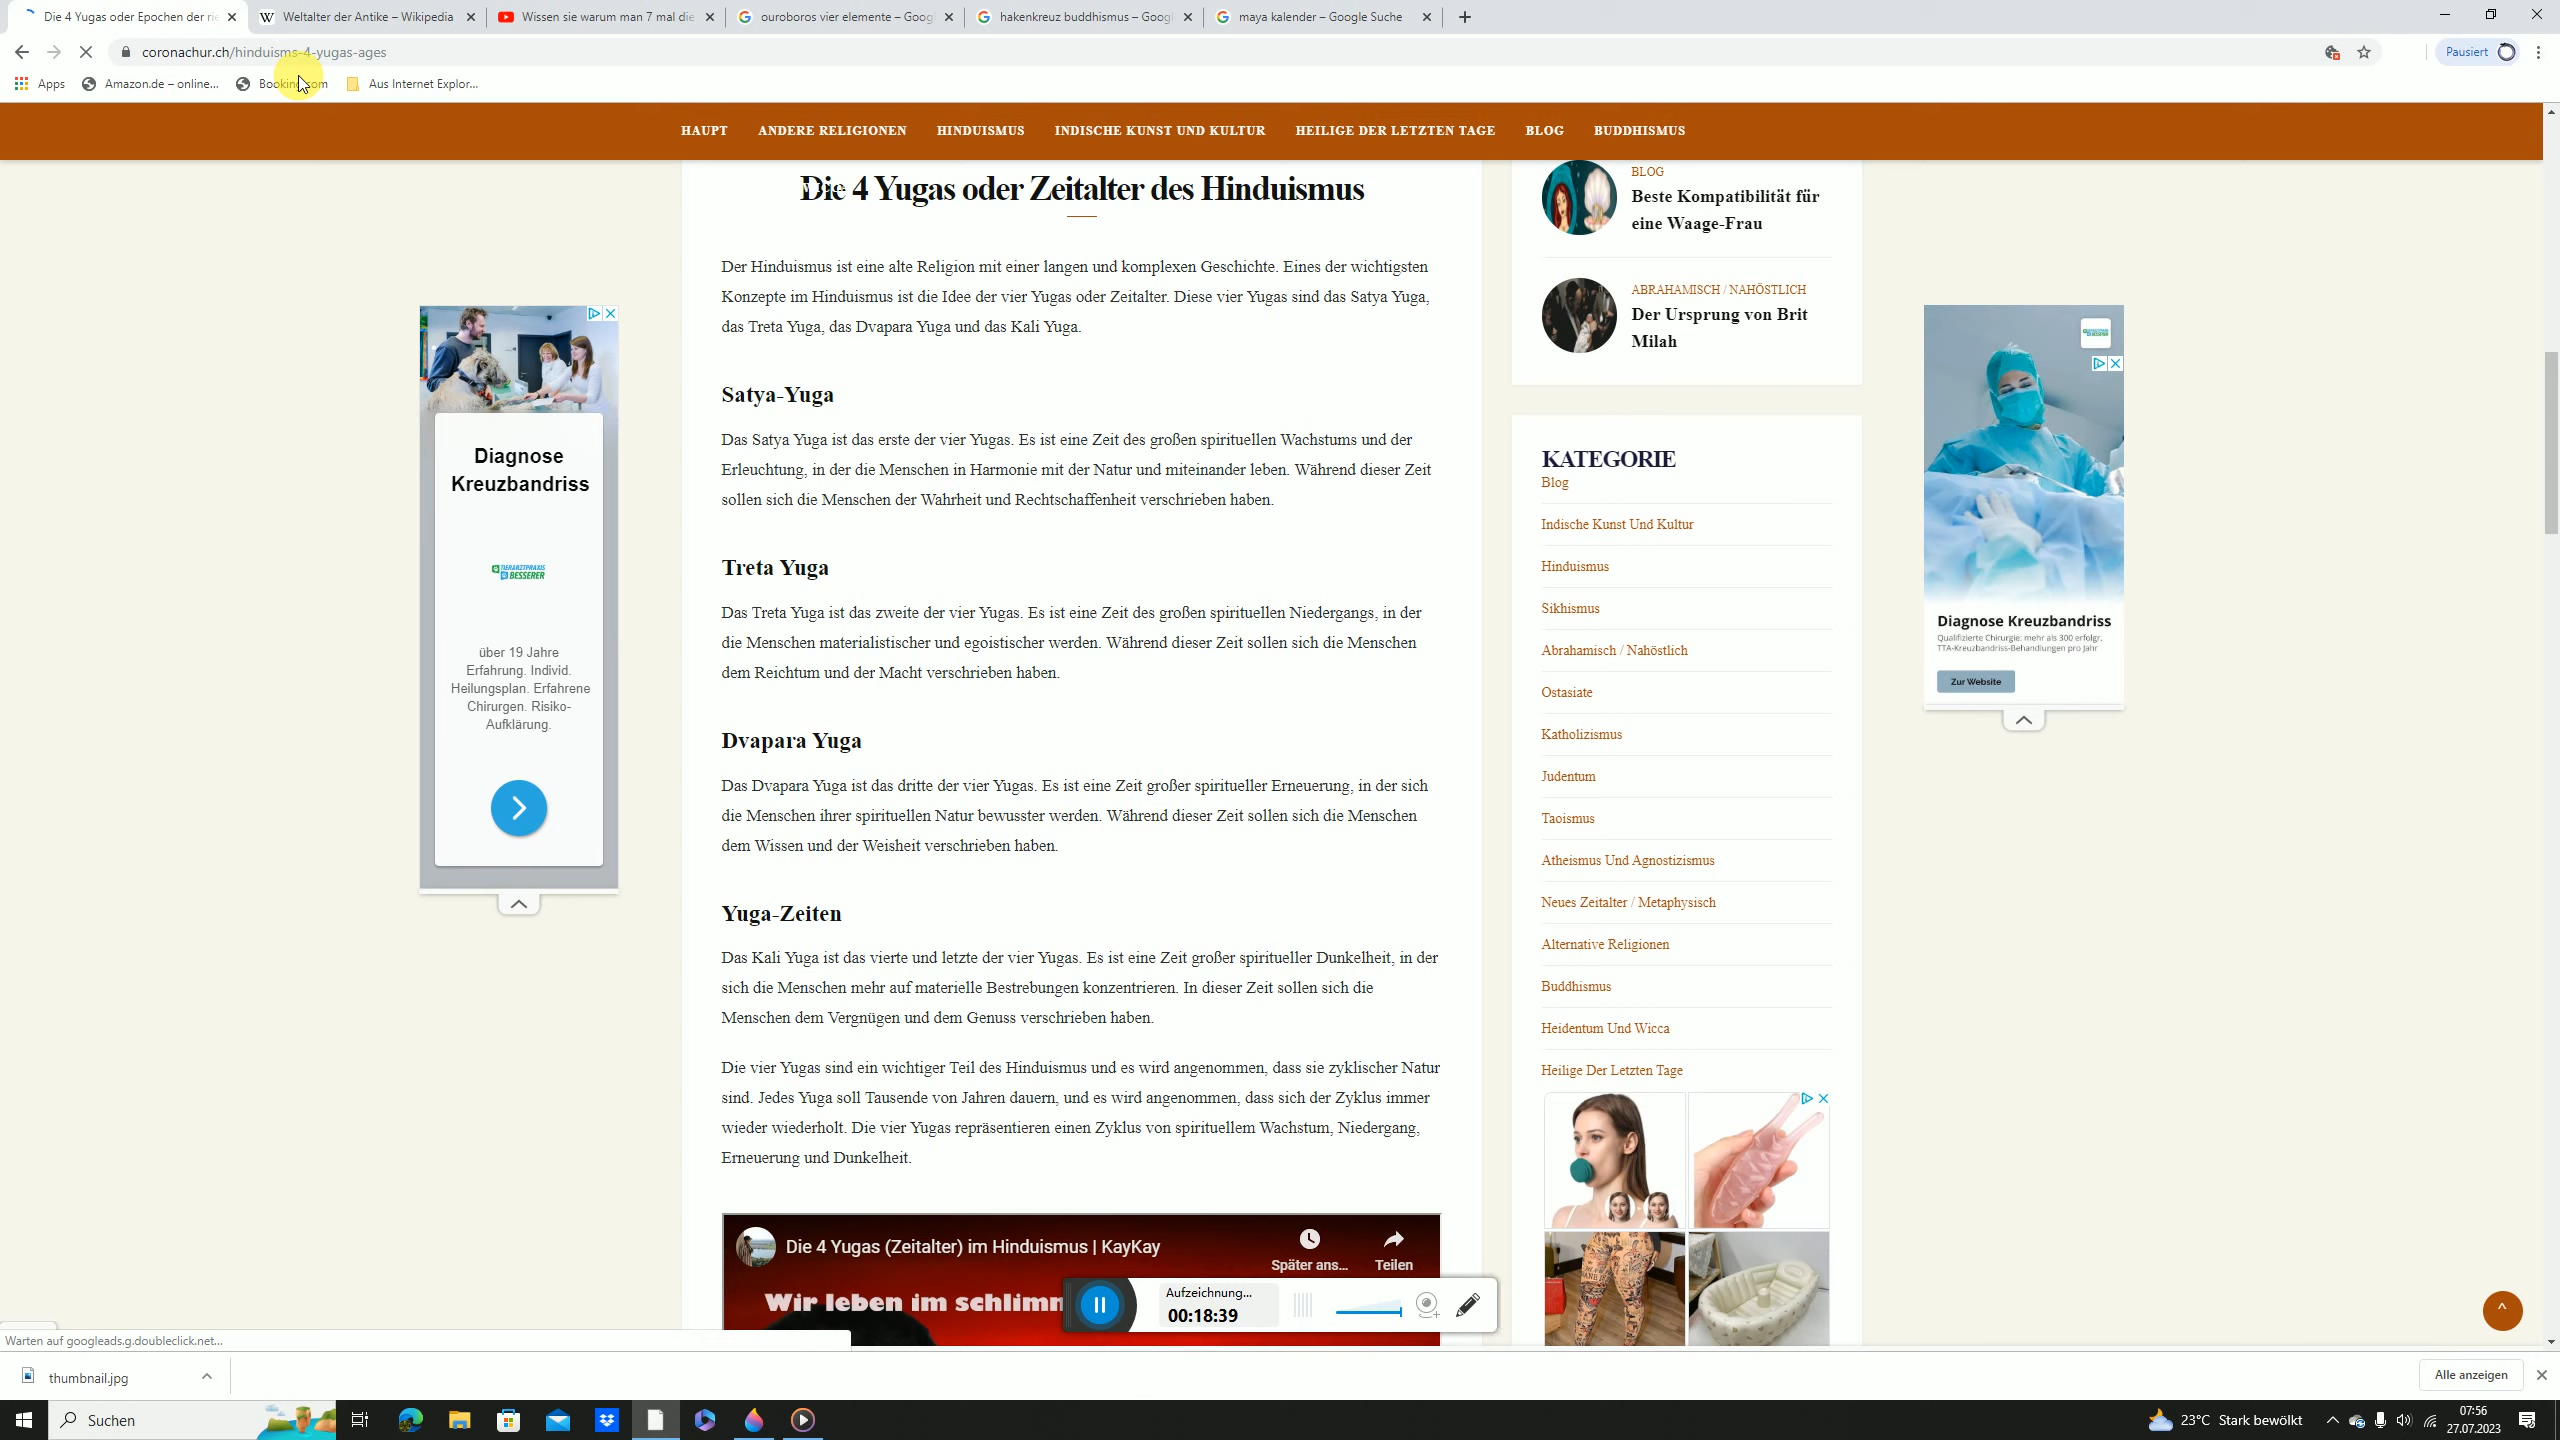 Die 4 Yugas oder Epochen der rie
Weltalter der Antike – Wikipedia
Wissen sie warum man 7 mal die
ouroboros vier elemente – Goog
hakenkreuz buddhismus – Googl
maya kalender – Google Suche
coronachur.ch/hinduisms-4-yugas-ages
Pausiert
Apps
Amazon.de – online...
Booking.com
Aus Internet Explor...
HAUPT
ANDERE RELIGIONEN
HINDUISMUS
INDISCHE KUNST UND KULTUR
HEILIGE DER LETZTEN TAGE
BLOG
BUDDHISMUS
Die 4 Yugas oder Zeitalter des Hinduismus
Der Hinduismus ist eine alte Religion mit einer langen und komplexen Geschichte. Eines der wichtigsten
Konzepte im Hinduismus ist die Idee der vier Yugas oder Zeitalter. Diese vier Yugas sind das Satya Yuga,
das Treta Yuga, das Dvapara Yuga und das Kali Yuga.
Satya-Yuga
Das Satya Yuga ist das erste der vier Yugas. Es ist eine Zeit des großen spirituellen Wachstums und der
Erleuchtung, in der die Menschen in Harmonie mit der Natur und miteinander leben. Während dieser Zeit
sollen sich die Menschen der Wahrheit und Rechtschaffenheit verschrieben haben.
Treta Yuga
Das Treta Yuga ist das zweite der vier Yugas. Es ist eine Zeit des großen spirituellen Niedergangs, in der
die Menschen materialistischer und egoistischer werden. Während dieser Zeit sollen sich die Menschen
dem Reichtum und der Macht verschrieben haben.
Dvapara Yuga
Das Dvapara Yuga ist das dritte der vier Yugas. Es ist eine Zeit großer spiritueller Erneuerung, in der sich
die Menschen ihrer spirituellen Natur bewusster werden. Während dieser Zeit sollen sich die Menschen
dem Wissen und der Weisheit verschrieben haben.
Yuga-Zeiten
Das Kali Yuga ist das vierte und letzte der vier Yugas. Es ist eine Zeit großer spiritueller Dunkelheit, in der
sich die Menschen mehr auf materielle Bestrebungen konzentrieren. In dieser Zeit sollen sich die
Menschen dem Vergnügen und dem Genuss verschrieben haben.
Die vier Yugas sind ein wichtiger Teil des Hinduismus und es wird angenommen, dass sie zyklischer Natur
sind. Jedes Yuga soll Tausende von Jahren dauern, und es wird angenommen, dass sich der Zyklus immer
wieder wiederholt. Die vier Yugas repräsentieren einen Zyklus von spirituellem Wachstum, Niedergang,
Erneuerung und Dunkelheit.
Die 4 Yugas (Zeitalter) im Hinduismus | KayKay
Später ans...
Teilen
Wir leben im schlimm
Aufzeichnung...
00:18:39
Diagnose
Kreuzbandriss
TIERARZTPRAXIS
BESSERER
über 19 Jahre
Erfahrung. Individ.
Heilungsplan. Erfahrene
Chirurgen. Risiko-
Aufklärung.
BLOG
Beste Kompatibilität für
eine Waage-Frau
ABRAHAMISCH / NAHÖSTLICH
Der Ursprung von Brit
Milah
KATEGORIE
Blog
Indische Kunst Und Kultur
Hinduismus
Sikhismus
Abrahamisch / Nahöstlich
Ostasiate
Katholizismus
Judentum
Taoismus
Atheismus Und Agnostizismus
Neues Zeitalter / Metaphysisch
Alternative Religionen
Buddhismus
Heidentum Und Wicca
Heilige Der Letzten Tage
Diagnose Kreuzbandriss
Qualifizierte Chirurgie: mehr als 300 erfolgr.
TTA-Kreuzbandriss-Behandlungen pro Jahr
Zur Website
Warten auf googleads.g.doubleclick.net...
thumbnail.jpg
Alle anzeigen
Suchen
23°C Stark bewölkt
07:56
27.07.2023